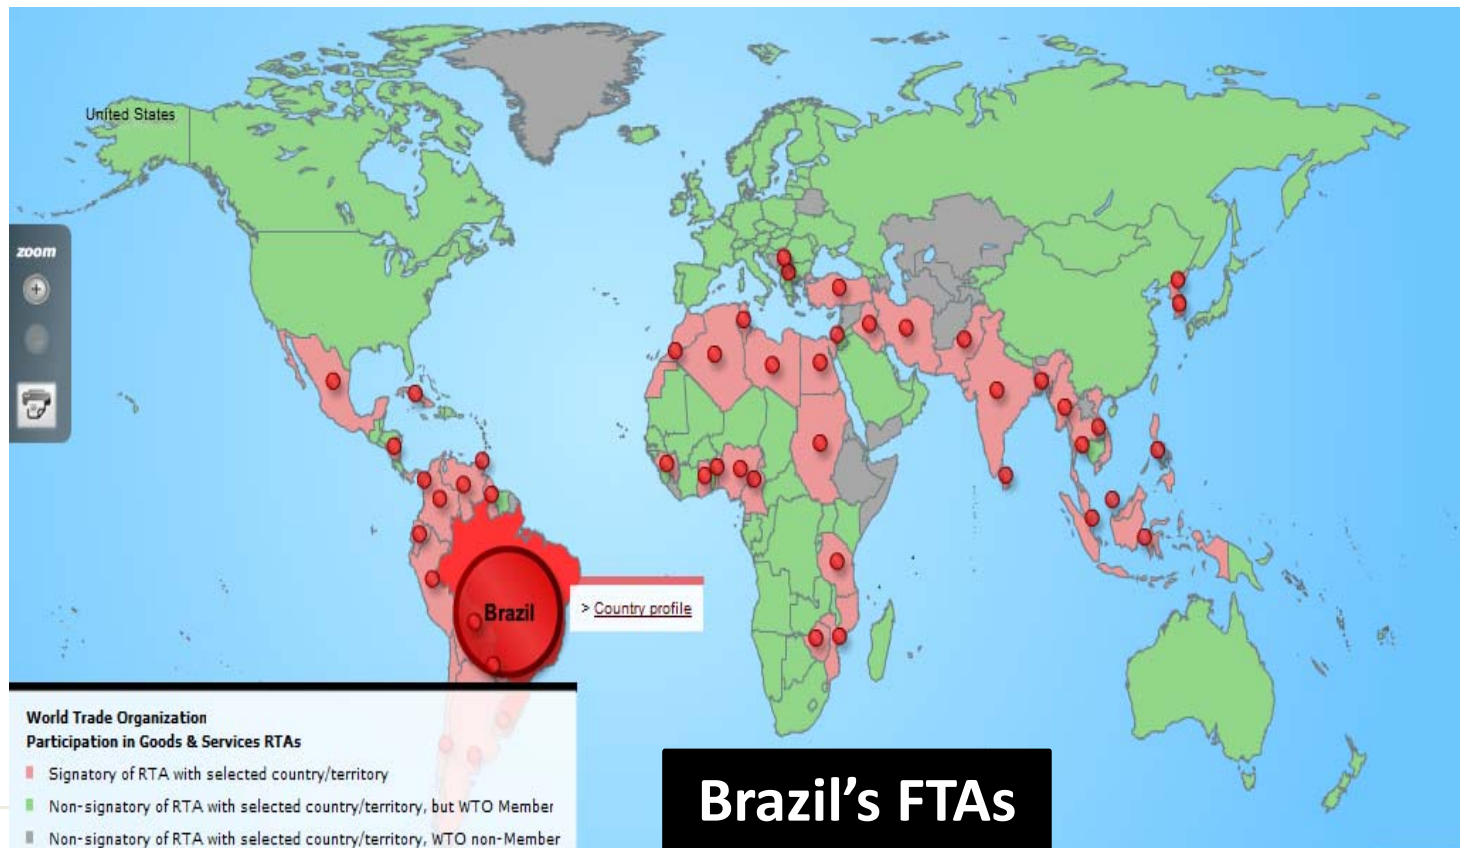 United States
zoom
Brazil
> Country profile
World Trade Organization
Participation in Goods & Services RTAs
Signatory of RTA with selected country/territory
Non-signatory of RTA with selected country/territory, but WTO Member
Non-signatory of RTA with selected country/territory, WTO non-Member
Brazil’s FTAs